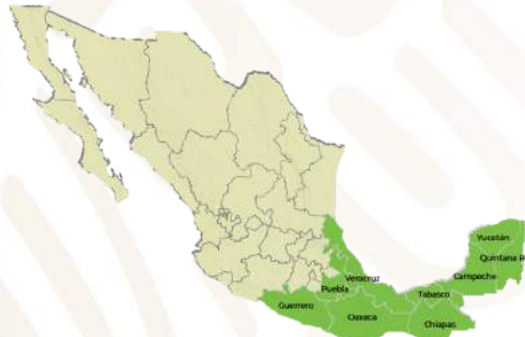 Yucatán
Quintana R
Campeche
Veracruz
Tabasco
Puebla
Guerrero
Oaxaca
Chiapas